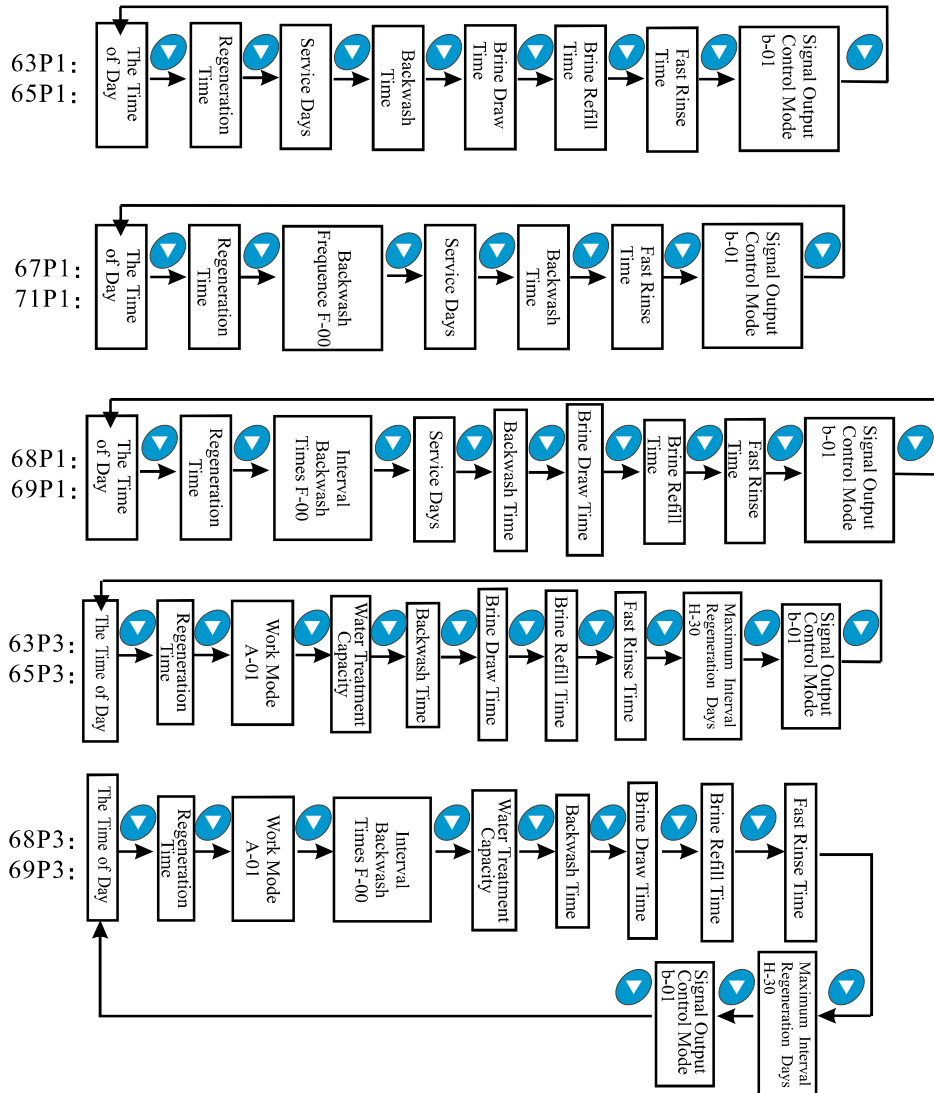 63P1:
65P1:
The Time
of Day
Regeneration
Time
Service Days
Backwash
Time
Brine Draw
Time
Brine Refill
Time
Fast Rinse
Time
Signal Output
Control Mode
b-01
67P1:
71P1:
The Time
of Day
Regeneration
Time
Backwash
Frequence F-00
Service Days
Backwash
Time
Fast Rinse
Time
Signal Output
Control Mode
b-01
68P1:
69P1:
The Time
of Day
Regeneration
Time
Interval
Backwash
Times F-00
Service Days
Backwash Time
Brine Draw Time
Brine Refill
Time
Fast Rinse
Time
Signal Output
Control Mode
b-01
63P3:
65P3:
The Time of Day
Regeneration
Time
Work Mode
A-01
Water Treatment
Capacity
Backwash Time
Brine Draw Time
Brine Refill Time
Fast Rinse Time
Maximum Interval
Regeneration Days
H-30
Signal Output
Control Mode
b-01
68P3:
69P3:
The Time of Day
Regeneration
Time
Work Mode
A-01
Interval
Backwash
Times F-00
Water Treatment
Capacity
Backwash Time
Brine Draw Time
Brine Refill Time
Fast Rinse Time
Maximum Interval
Regeneration Days
H-30
Signal Output
Control Mode
b-01